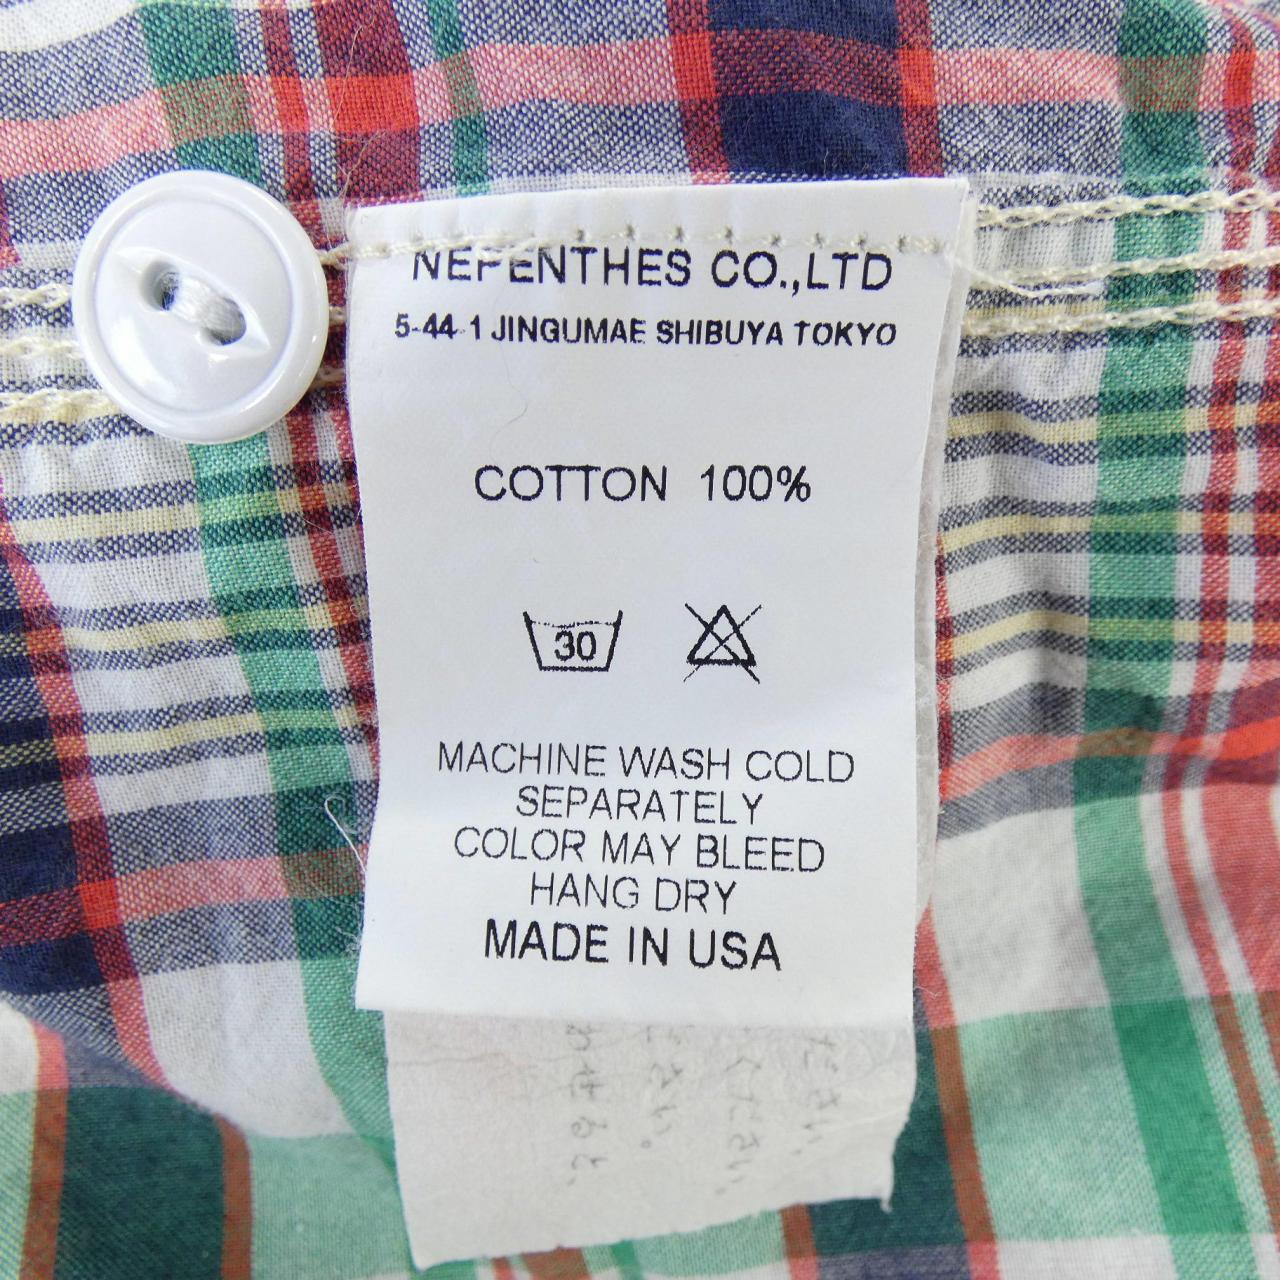 NEPENTHES CO.,LTD
5-44-1 JINGUMAE SHIBUYA TOKYO
COTTON 100%
30
MACHINE WASH COLD
SEPARATELY
COLOR MAY BLEED
HANG DRY
MADE IN USA